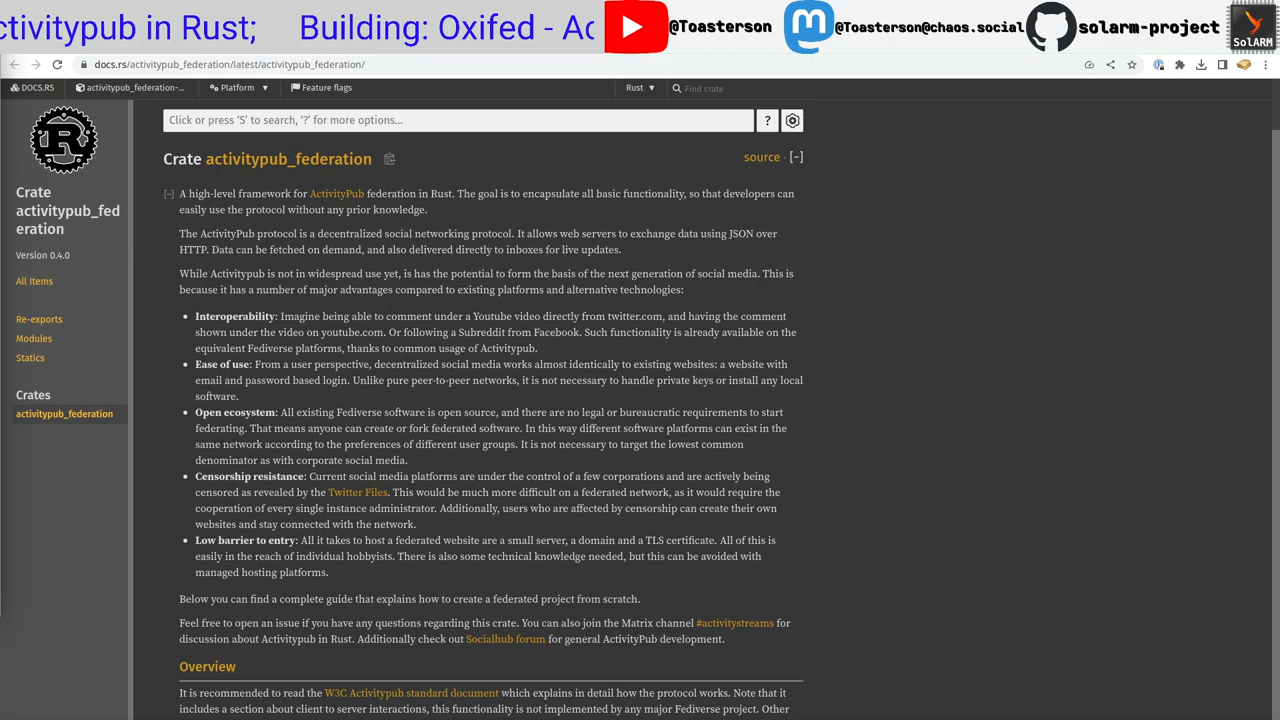 ctivitypub in Rust;
Building: Oxifed - Ac
@Toasterson
@Toasterson@chaos.social
solarm-project
SolARM
docs.rs/activitypub_federation/latest/activitypub_federation/
DOCS.RS
activitypub_federation-...
Platform
Feature flags
Rust
Find crate
Click or press ‘S’ to search, ‘?’ for more options…
?
Crate activitypub_federation
source · [−]
Crate
activitypub_fed
eration
Version 0.4.0
All Items
Re-exports
Modules
Statics
Crates
activitypub_federation
[−] A high-level framework for ActivityPub federation in Rust. The goal is to encapsulate all basic functionality, so that developers can
easily use the protocol without any prior knowledge.
The ActivityPub protocol is a decentralized social networking protocol. It allows web servers to exchange data using JSON over
HTTP. Data can be fetched on demand, and also delivered directly to inboxes for live updates.
While Activitypub is not in widespread use yet, is has the potential to form the basis of the next generation of social media. This is
because it has a number of major advantages compared to existing platforms and alternative technologies:
• Interoperability: Imagine being able to comment under a Youtube video directly from twitter.com, and having the comment
shown under the video on youtube.com. Or following a Subreddit from Facebook. Such functionality is already available on the
equivalent Fediverse platforms, thanks to common usage of Activitypub.
• Ease of use: From a user perspective, decentralized social media works almost identically to existing websites: a website with
email and password based login. Unlike pure peer-to-peer networks, it is not necessary to handle private keys or install any local
software.
• Open ecosystem: All existing Fediverse software is open source, and there are no legal or bureaucratic requirements to start
federating. That means anyone can create or fork federated software. In this way different software platforms can exist in the
same network according to the preferences of different user groups. It is not necessary to target the lowest common
denominator as with corporate social media.
• Censorship resistance: Current social media platforms are under the control of a few corporations and are actively being
censored as revealed by the Twitter Files. This would be much more difficult on a federated network, as it would require the
cooperation of every single instance administrator. Additionally, users who are affected by censorship can create their own
websites and stay connected with the network.
• Low barrier to entry: All it takes to host a federated website are a small server, a domain and a TLS certificate. All of this is
easily in the reach of individual hobbyists. There is also some technical knowledge needed, but this can be avoided with
managed hosting platforms.
Below you can find a complete guide that explains how to create a federated project from scratch.
Feel free to open an issue if you have any questions regarding this crate. You can also join the Matrix channel #activitystreams for
discussion about Activitypub in Rust. Additionally check out Socialhub forum for general ActivityPub development.
Overview
It is recommended to read the W3C Activitypub standard document which explains in detail how the protocol works. Note that it
includes a section about client to server interactions, this functionality is not implemented by any major Fediverse project. Other